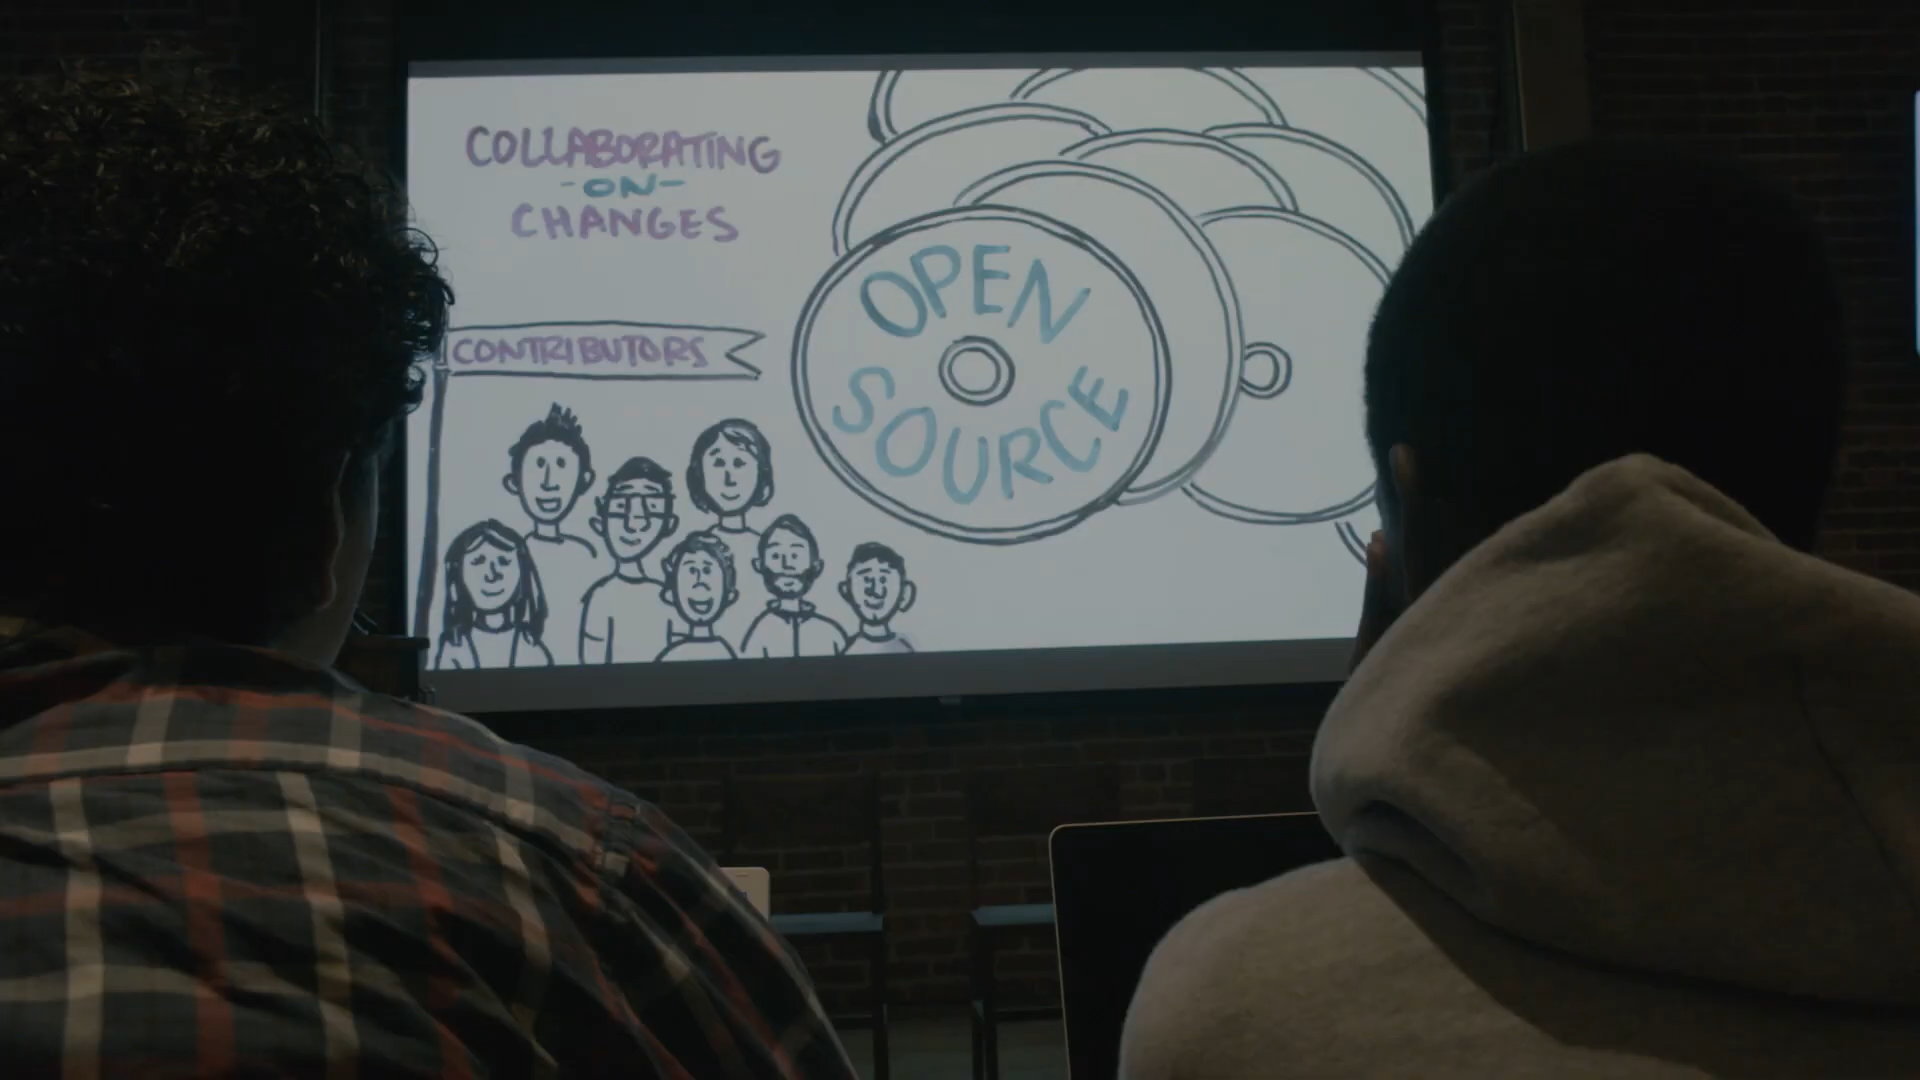 COLLABORATING
-ON-
CHANGES
CONTRIBUTORS
OPEN
SOURCE